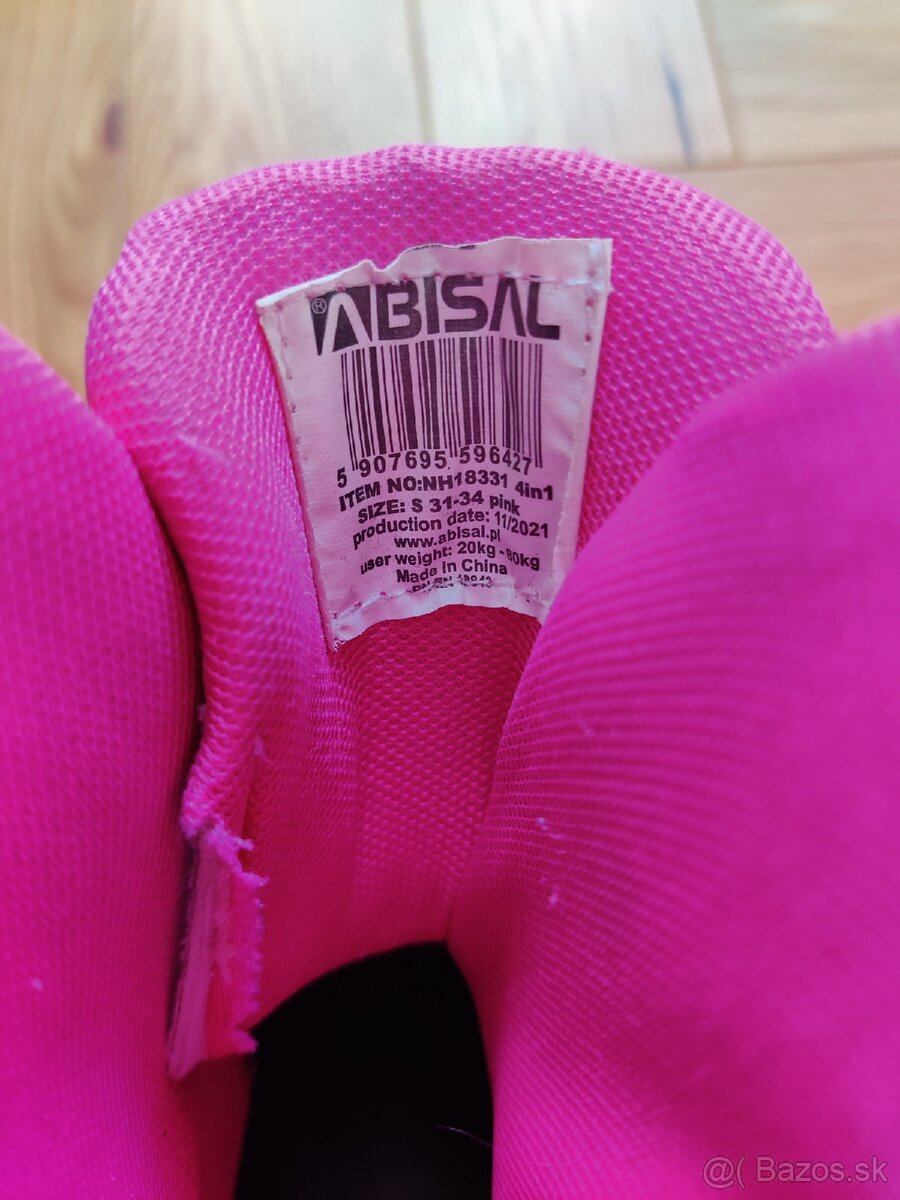 ® ABISAL
5 907695 596427
ITEM NO:NH18331 4in1
SIZE: S 31-34 pink
production date: 11/2021
www.abisal.pl
user weight: 20kg - 80kg
Made in China
@( Bazos.sk